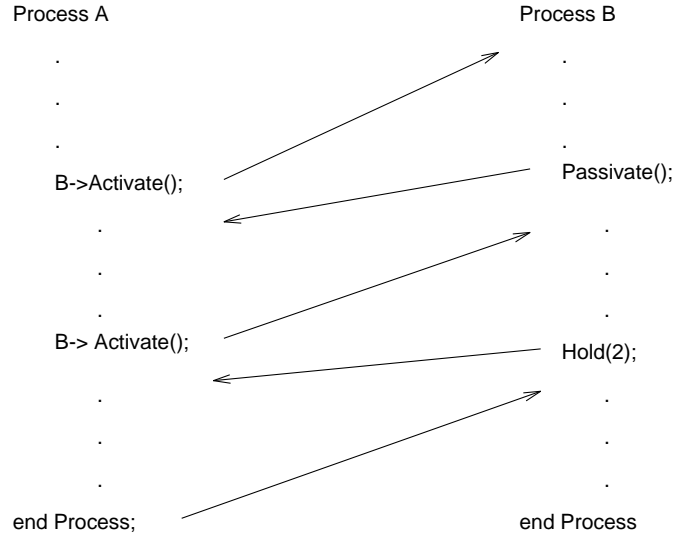 Process A
Process B
B->Activate();
Passivate();
B-> Activate();
Hold(2);
end Process;
end Process